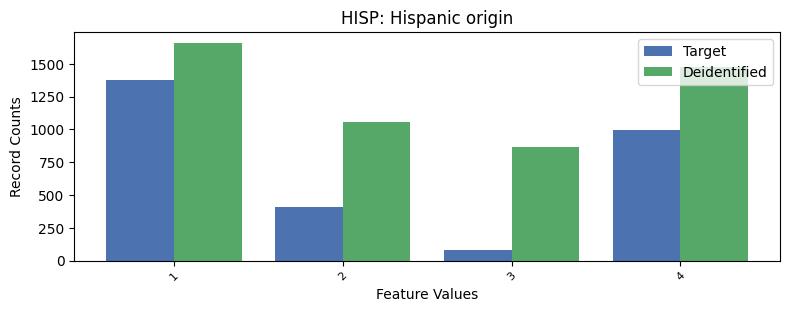 HISP: Hispanic origin
Target
Deidentified
Record Counts
1500
1250
1000
750
500
250
0
1
2
3
4
Feature Values